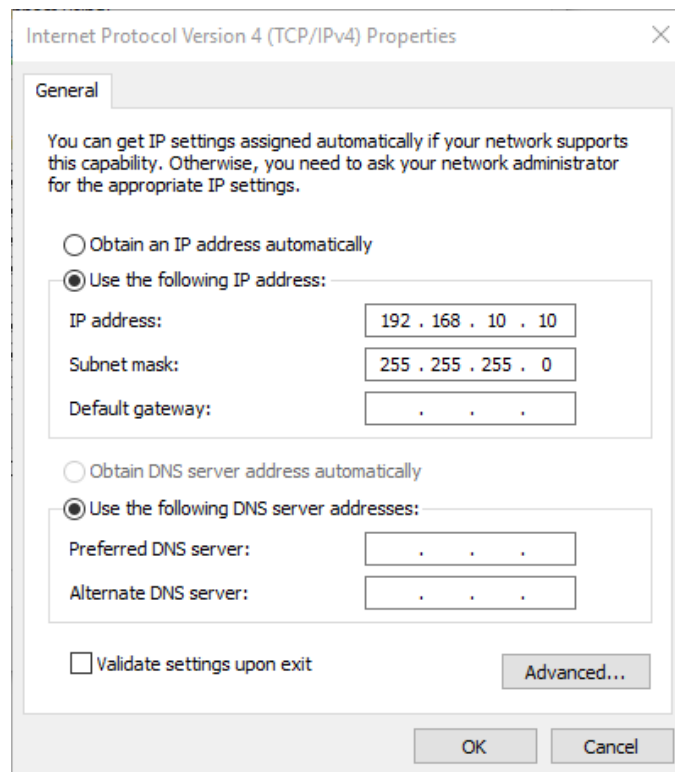 Internet Protocol Version 4 (TCP/IPv4) Properties
General
You can get IP settings assigned automatically if your network supports
this capability. Otherwise, you need to ask your network administrator
for the appropriate IP settings.
Obtain an IP address automatically
Use the following IP address:
IP address: 192 . 168 . 10 . 10
Subnet mask: 255 . 255 . 255 . 0
Default gateway: . . .
Obtain DNS server address automatically
Use the following DNS server addresses:
Preferred DNS server: . . .
Alternate DNS server: . . .
Validate settings upon exit
Advanced...
OK Cancel